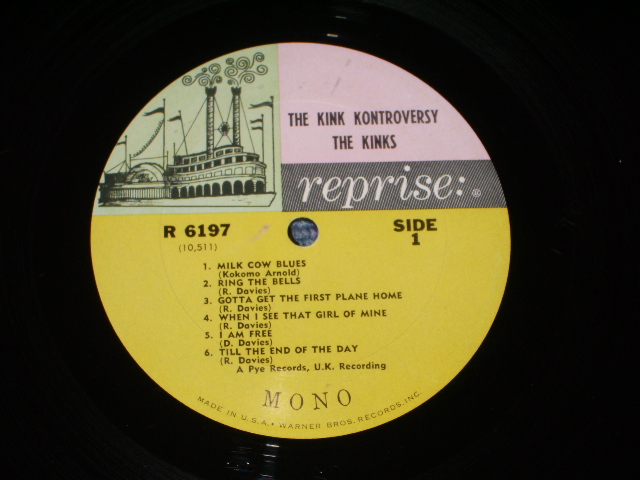 THE KINK KONTROVERSY
THE KINKS
reprise: ®
R 6197
(10,511)
SIDE
1
1. MILK COW BLUES
(Kokomo Arnold)
2. RING THE BELLS
(R. Davies)
3. GOTTA GET THE FIRST PLANE HOME
(R. Davies)
4. WHEN I SEE THAT GIRL OF MINE
(R. Davies)
5. I AM FREE
(D. Davies)
6. TILL THE END OF THE DAY
(R. Davies)
A Pye Records, U.K. Recording
MONO
MADE IN U.S.A. • WARNER BROS. RECORDS, INC.